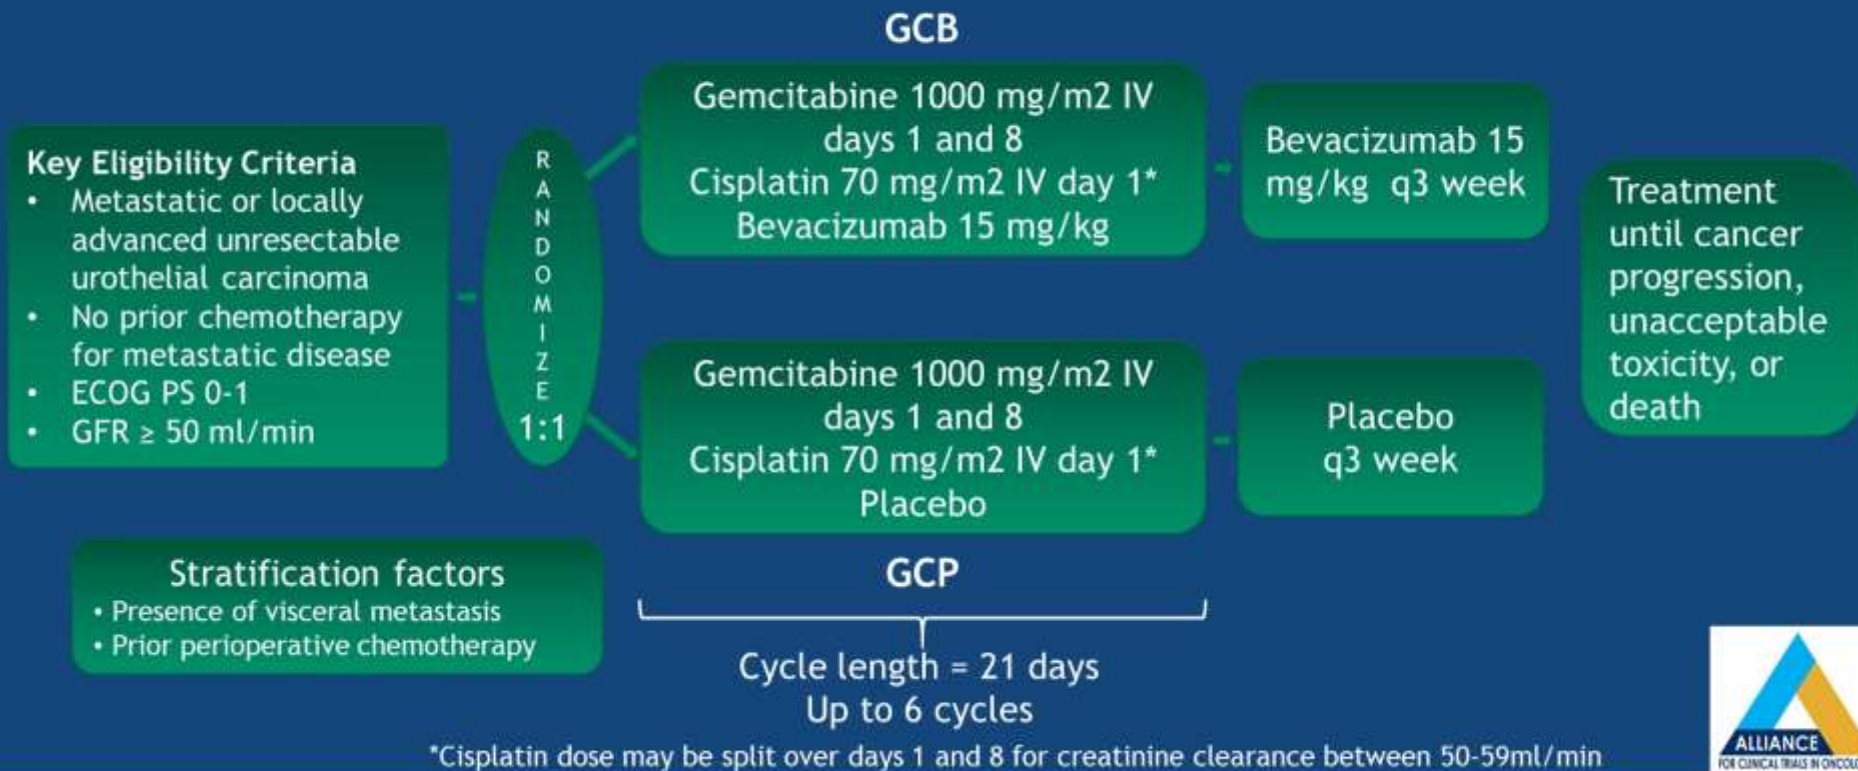 GCB
Key Eligibility Criteria
• Metastatic or locally
advanced unresectable
urothelial carcinoma
• No prior chemotherapy
for metastatic disease
• ECOG PS 0-1
• GFR ≥ 50 ml/min
R
A
N
D
O
M
I
Z
E
1:1
Gemcitabine 1000 mg/m2 IV
days 1 and 8
Cisplatin 70 mg/m2 IV day 1*
Bevacizumab 15 mg/kg
Bevacizumab 15
mg/kg q3 week
Gemcitabine 1000 mg/m2 IV
days 1 and 8
Cisplatin 70 mg/m2 IV day 1*
Placebo
Placebo
q3 week
Treatment
until cancer
progression,
unacceptable
toxicity, or
death
Stratification factors
• Presence of visceral metastasis
• Prior perioperative chemotherapy
GCP
Cycle length = 21 days
Up to 6 cycles
*Cisplatin dose may be split over days 1 and 8 for creatinine clearance between 50-59ml/min
ALLIANCE
FOR CLINICAL TRIALS IN